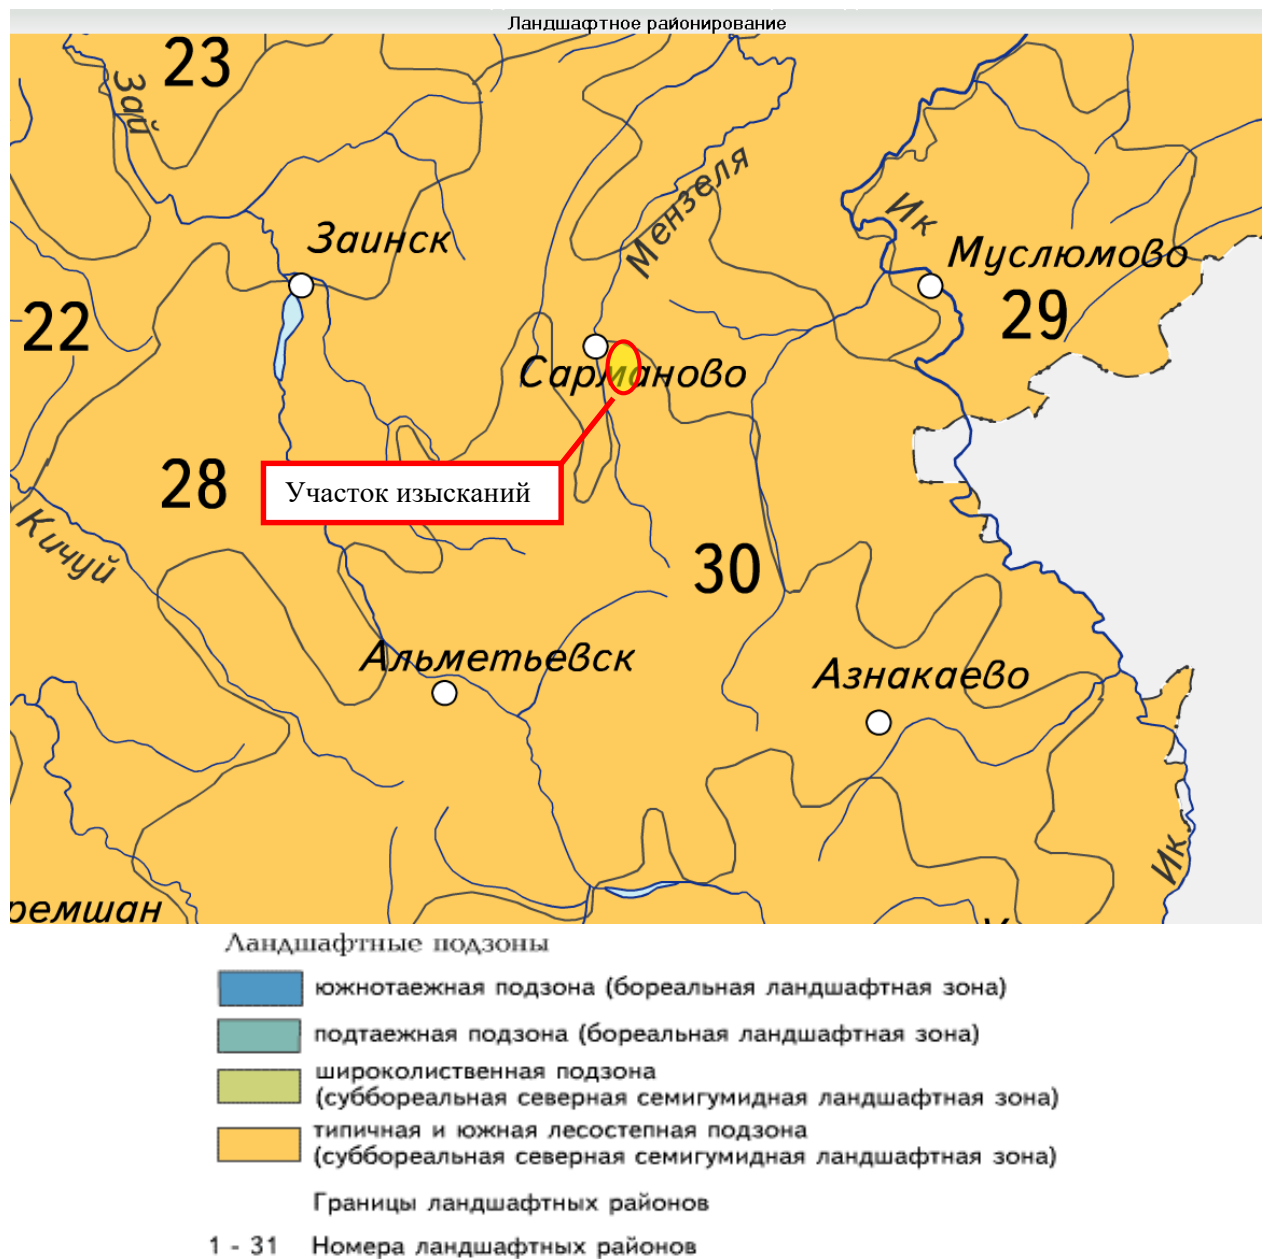 Ландшафтное районирование
23
Зай
Мензеля
Ик
Заинск
Муслюмово
22
29
Сармановo
28
Участок изысканий
Кичуй
30
Альметьевск
Азнакаево
Ик
ремшан
Ландшафтные подзоны
южнотаежная подзона (бореальная ландшафтная зона)
подтаежная подзона (бореальная ландшафтная зона)
широколиственная подзона
(суббореальная северная семигумидная ландшафтная зона)
типичная и южная лесостепная подзона
(суббореальная северная семигумидная ландшафтная зона)
Границы ландшафтных районов
1 - 31 Номера ландшафтных районов